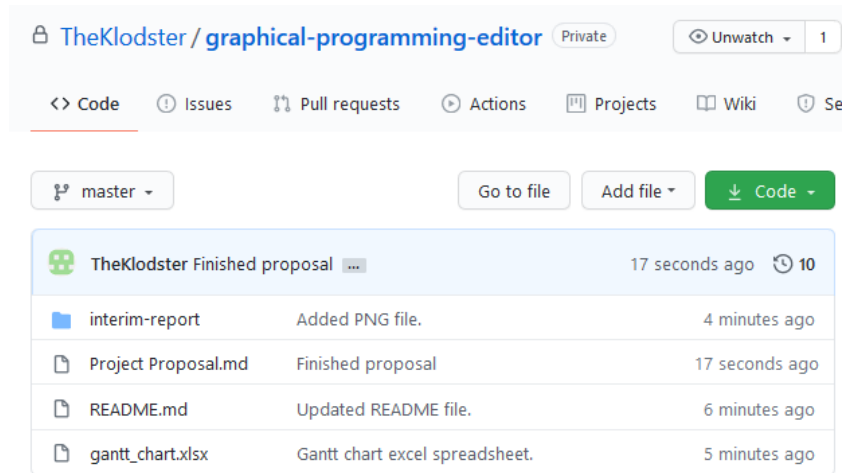 TheKlodster / graphical-programming-editor Private Unwatch 1
Code Issues Pull requests Actions Projects Wiki Se
master Go to file Add file Code
TheKlodster Finished proposal ... 17 seconds ago 10
interim-report Added PNG file. 4 minutes ago
Project Proposal.md Finished proposal 17 seconds ago
README.md Updated README file. 6 minutes ago
gantt_chart.xlsx Gantt chart excel spreadsheet. 5 minutes ago